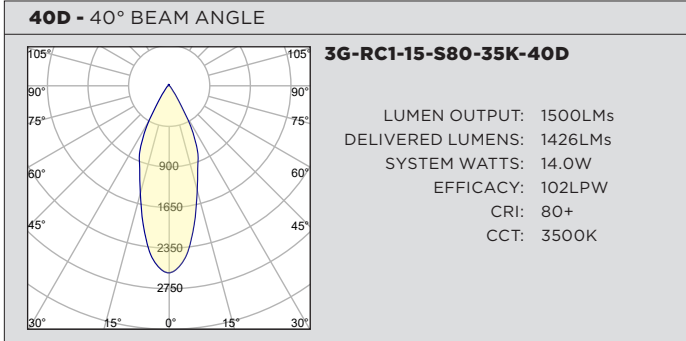 40D - 40° BEAM ANGLE
3G-RC1-15-S80-35K-40D
105° 105°
90° 90°
75° 75°
60° 60°
45° 45°
30° 15° 0° 15° 30°
900
1650
2350
2750
LUMEN OUTPUT: 1500LMs
DELIVERED LUMENS: 1426LMs
SYSTEM WATTS: 14.0W
EFFICACY: 102LPW
CRI: 80+
CCT: 3500K